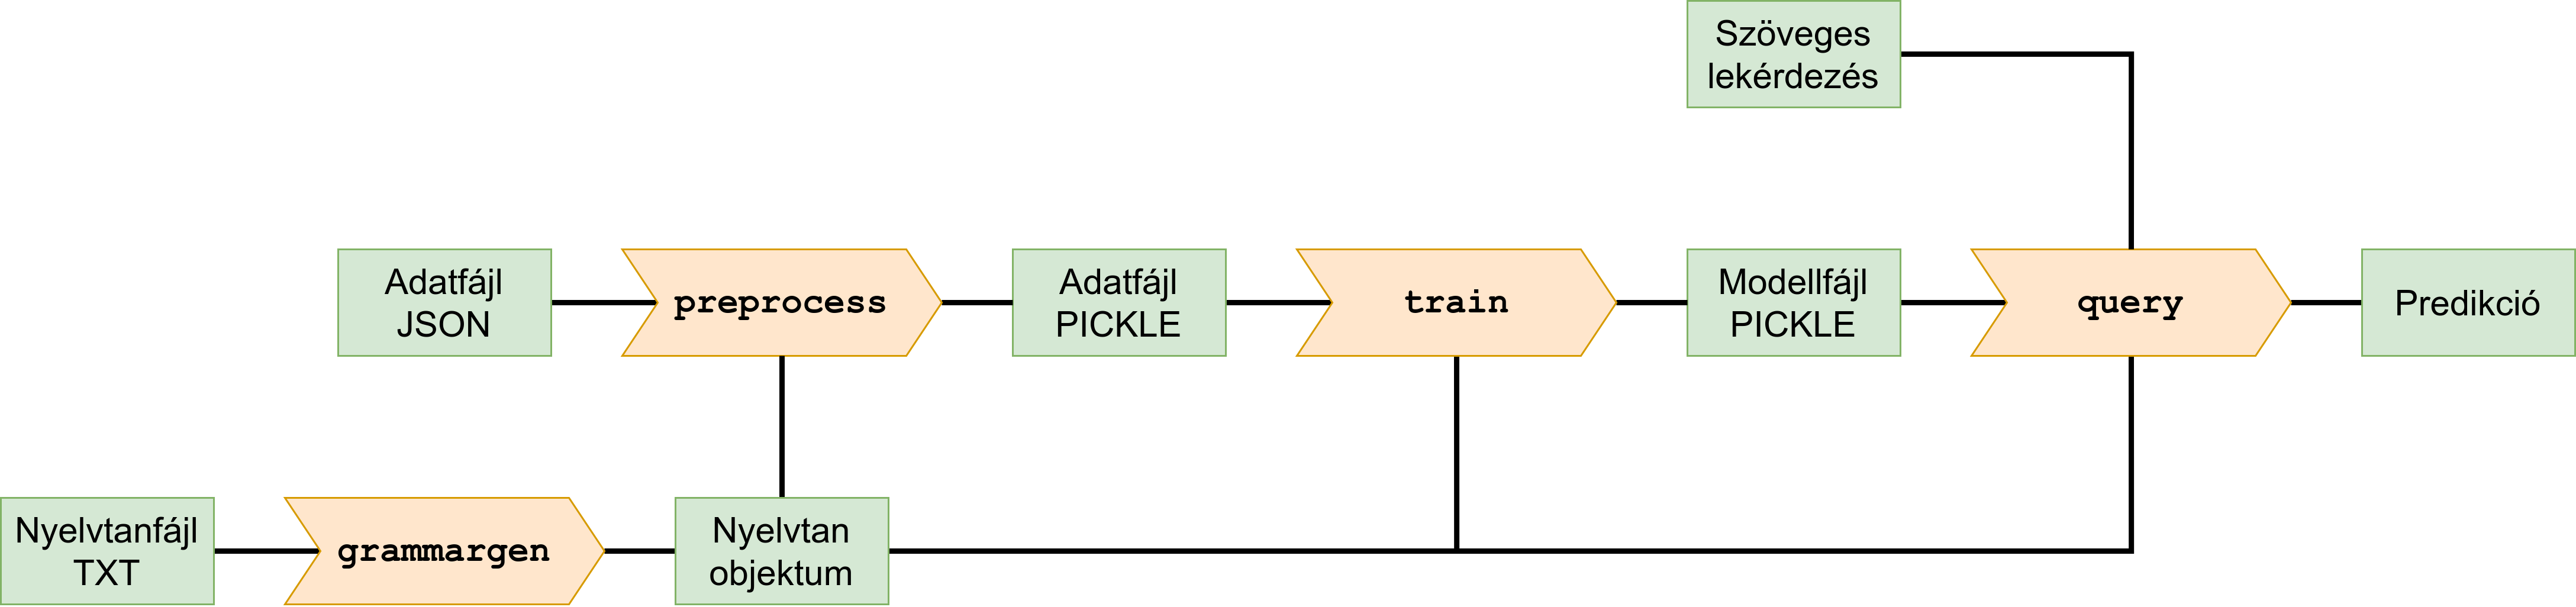 Szöveges
lekérdezés
Adatfájl
JSON
preprocess
Adatfájl
PICKLE
train
Modellfájl
PICKLE
query
Predikció
Nyelvtanfájl
TXT
grammargen
Nyelvtan
objektum